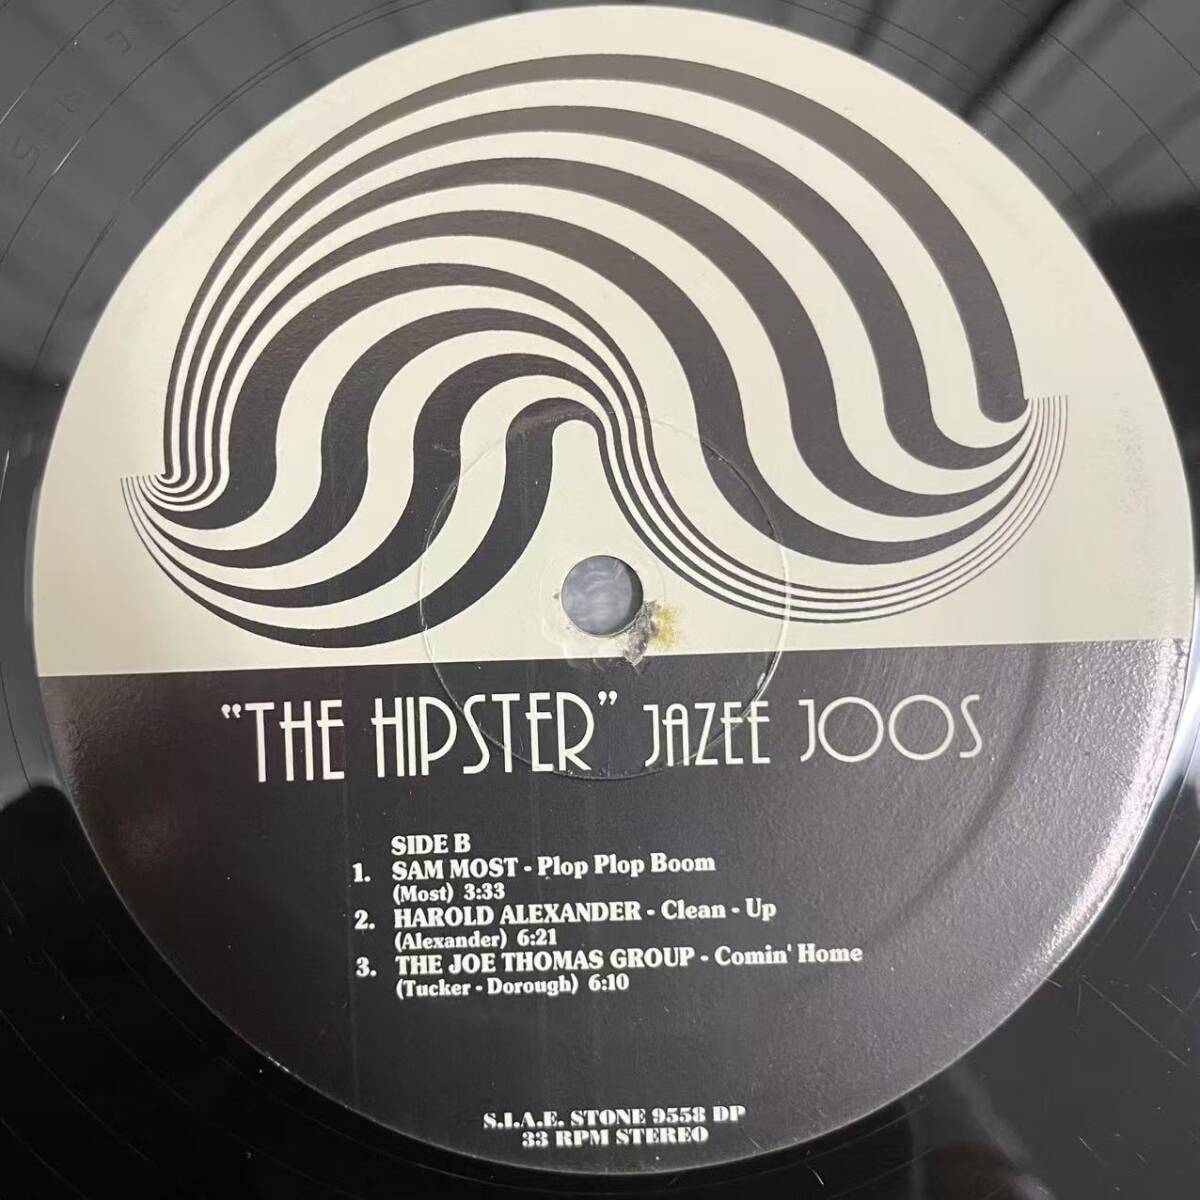 "THE HIPSTER" JAZEE JOOS
SIDE B
1. SAM MOST - Plop Plop Boom
(Most) 3:33
2. HAROLD ALEXANDER - Clean - Up
(Alexander) 6:21
3. THE JOE THOMAS GROUP - Comin' Home
(Tucker - Dorough) 6:10
S.I.A.E. STONE 9558 DP
33 RPM STEREO